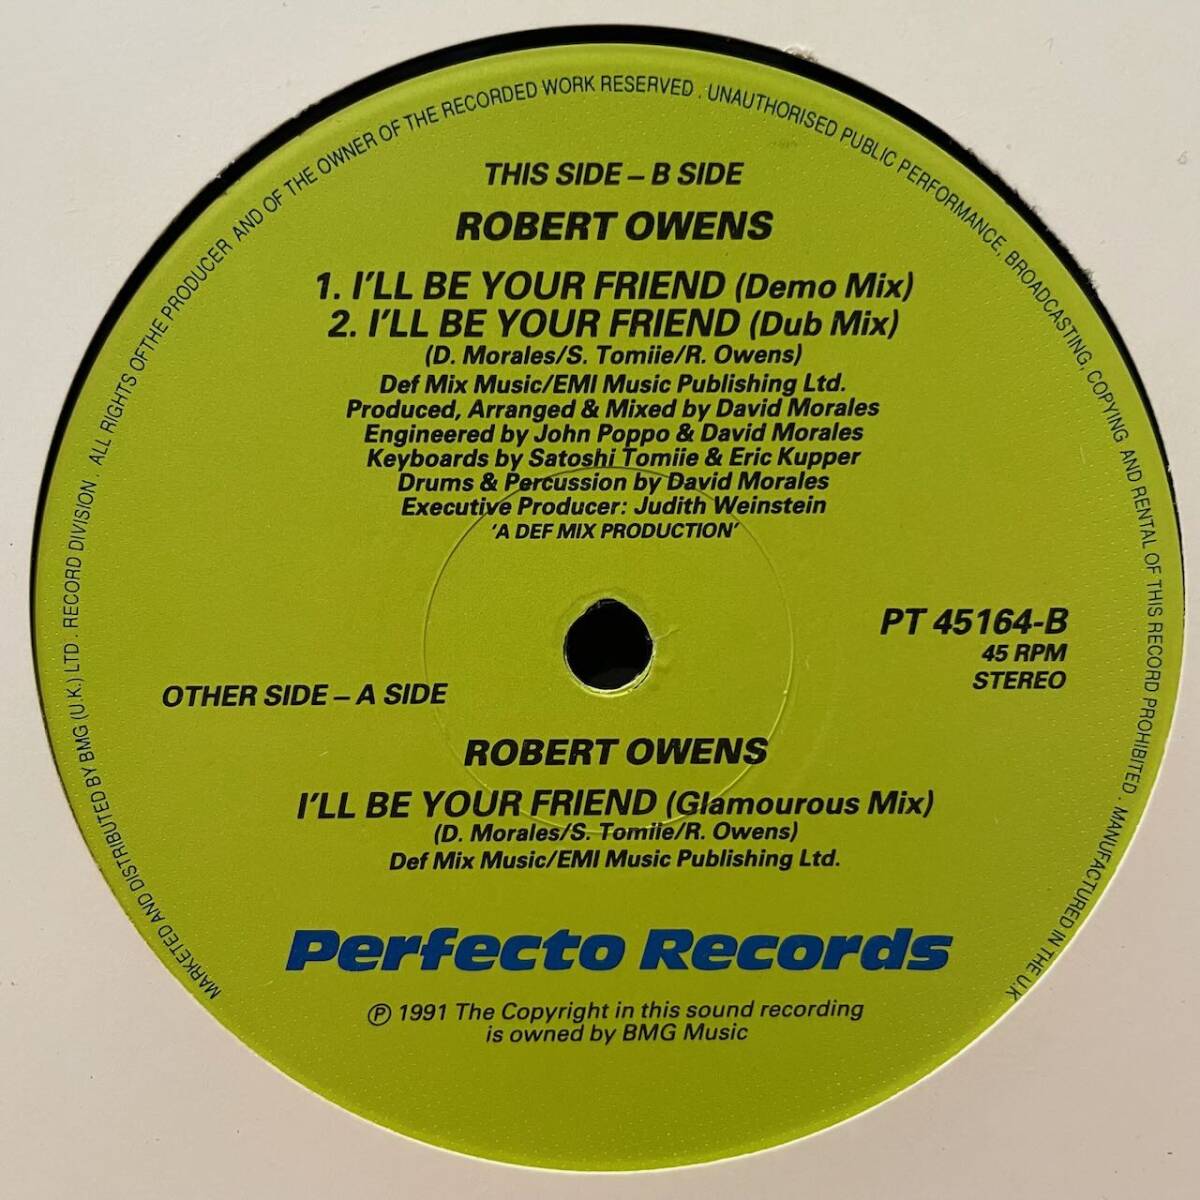 MARKETED AND DISTRIBUTED BY BMG (U.K.) LTD . RECORD DIVISION . ALL RIGHTS OFTHE PRODUCER AND OF THE OWNER OF THE RECORDED WORK RESERVED . UNAUTHORISED PUBLIC PERFORMANCE, BROADCASTING, COPYING AND RENTAL OF THIS RECORD PROHIBITED . MANUFACTURED IN THE U.K
THIS SIDE – B SIDE
ROBERT OWENS
1. I'LL BE YOUR FRIEND (Demo Mix)
2. I'LL BE YOUR FRIEND (Dub Mix)
(D. Morales/S. Tomiie/R. Owens)
Def Mix Music/EMI Music Publishing Ltd.
Produced, Arranged & Mixed by David Morales
Engineered by John Poppo & David Morales
Keyboards by Satoshi Tomiie & Eric Kupper
Drums & Percussion by David Morales
Executive Producer: Judith Weinstein
'A DEF MIX PRODUCTION'
PT 45164-B
45 RPM
STEREO
OTHER SIDE – A SIDE
ROBERT OWENS
I'LL BE YOUR FRIEND (Glamourous Mix)
(D. Morales/S. Tomiie/R. Owens)
Def Mix Music/EMI Music Publishing Ltd.
Perfecto Records
℗ 1991 The Copyright in this sound recording
is owned by BMG Music